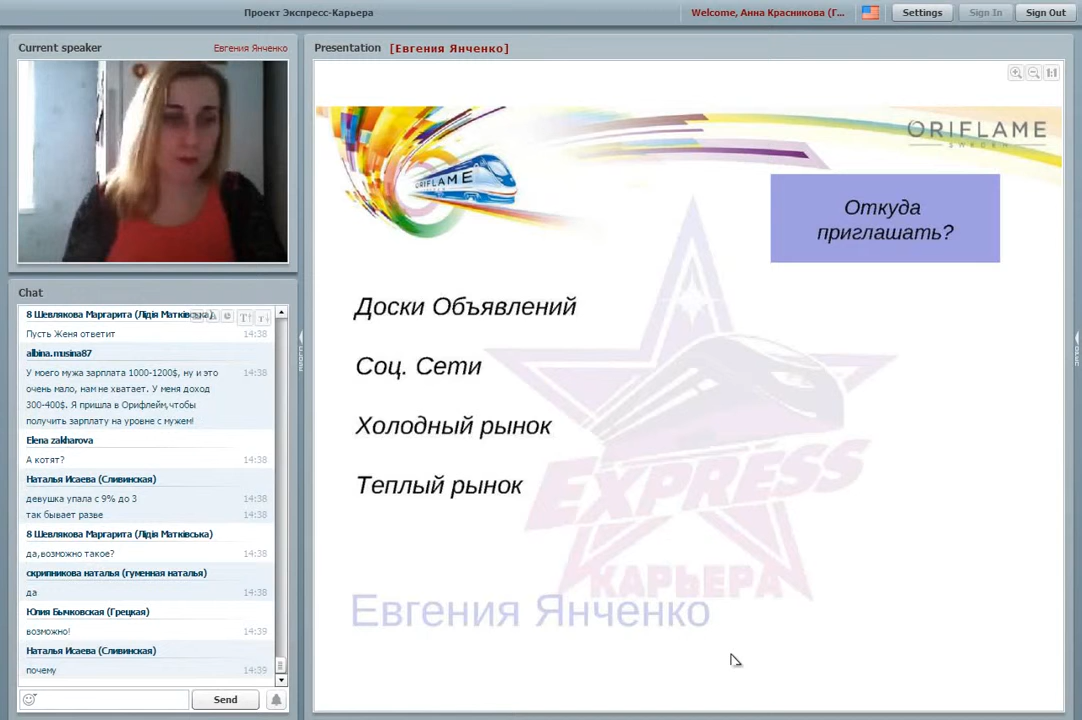 Проект Экспресс-Карьера
Welcome, Анна Красникова (Г...
Settings
Sign In
Sign Out
Current speaker
Евгения Янченко
Presentation [Евгения Янченко]
ORIFLAME
SWEDEN
ORIFLAME
Откуда
приглашать?
Доски Объявлений
Соц. Сети
Холодный рынок
Теплый рынок
EXPRESS
КАРЬЕРА
Евгения Янченко
Chat
8 Шевлякова Маргарита (Лідія Матківська)
Пусть Женя ответит 14:38
albina.musina87
У моего мужа зарплата 1000-1200$, ну и это 14:38
очень мало, нам не хватает. У меня доход
300-400$. Я пришла в Орифлейм,чтобы
получить зарплату на уровне с мужем!
Elena zakharova
А котят? 14:38
Наталья Исаева (Сливинская)
девушка упала с 9% до 3 14:38
так бывает разве 14:38
8 Шевлякова Маргарита (Лідія Матківська)
да,возможно такое? 14:38
скрипникова наталья (гуменная наталья)
да 14:38
Юлия Бычковская (Грецкая)
возможно! 14:39
Наталья Исаева (Сливинская)
почему 14:39
Send
1:1